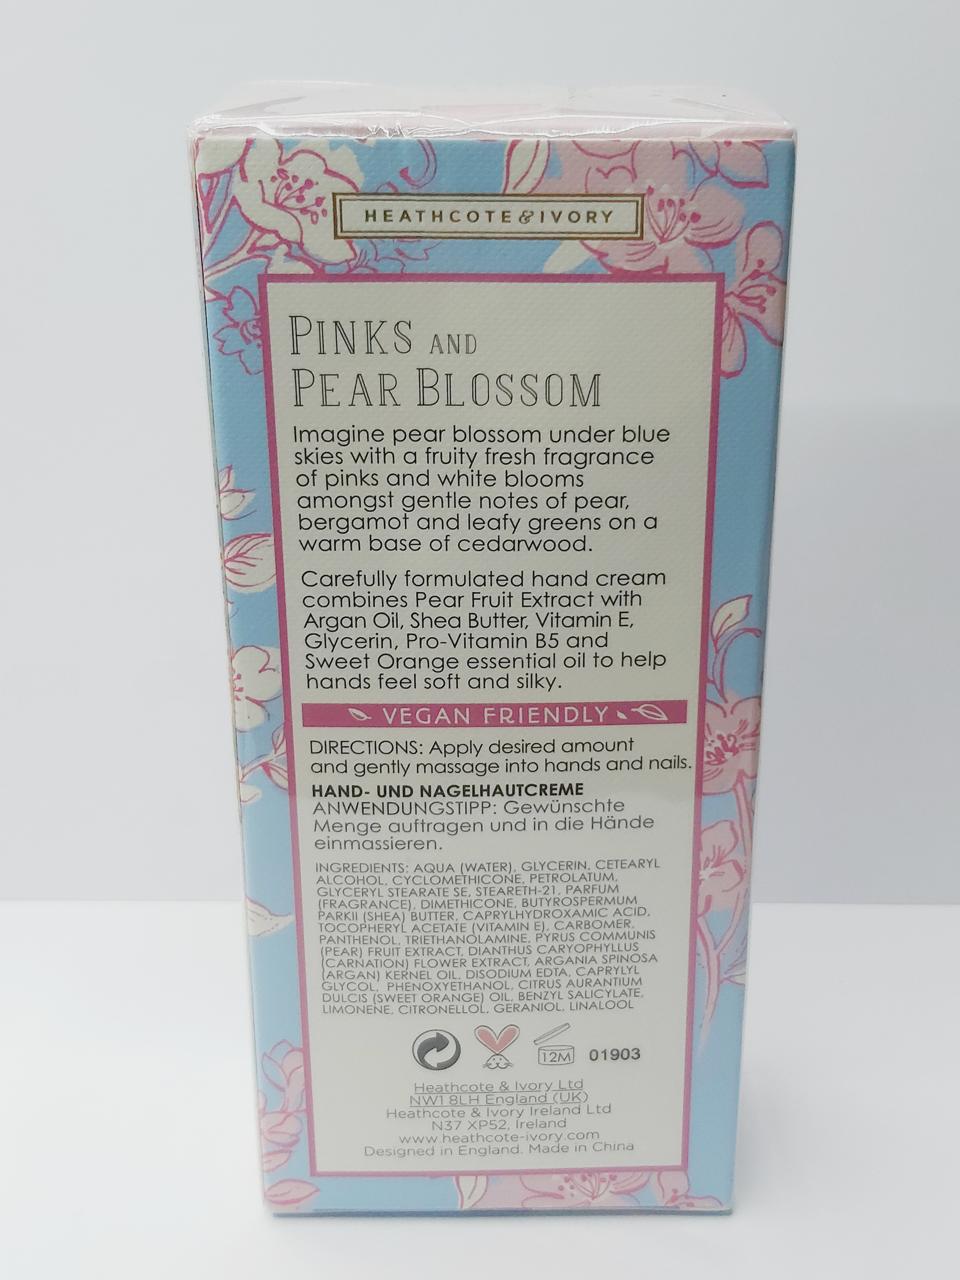 HEATHCOTE & IVORY
PINKS AND
PEAR BLOSSOM
Imagine pear blossom under blue
skies with a fruity fresh fragrance
of pinks and white blooms
amongst gentle notes of pear,
bergamot and leafy greens on a
warm base of cedarwood.
Carefully formulated hand cream
combines Pear Fruit Extract with
Argan Oil, Shea Butter, Vitamin E,
Glycerin, Pro-Vitamin B5 and
Sweet Orange essential oil to help
hands feel soft and silky.
VEGAN FRIENDLY
DIRECTIONS: Apply desired amount
and gently massage into hands and nails.
HAND- UND NAGELHAUTCREME
ANWENDUNGSTIPP: Gewünschte
Menge auftragen und in die Hände
einmassieren.
INGREDIENTS: AQUA (WATER), GLYCERIN, CETEARYL
ALCOHOL, CYCLOMETHICONE, PETROLATUM,
GLYCERYL STEARATE SE, STEARETH-21, PARFUM
(FRAGRANCE), DIMETHICONE, BUTYROSPERMUM
PARKII (SHEA) BUTTER, CAPRYLHYDROXAMIC ACID,
TOCOPHERYL ACETATE (VITAMIN E), CARBOMER,
PANTHENOL, TRIETHANOLAMINE, PYRUS COMMUNIS
(PEAR) FRUIT EXTRACT, DIANTHUS CARYOPHYLLUS
(CARNATION) FLOWER EXTRACT, ARGANIA SPINOSA
(ARGAN) KERNEL OIL, DISODIUM EDTA, CAPRYLYL
GLYCOL, PHENOXYETHANOL, CITRUS AURANTIUM
DULCIS (SWEET ORANGE) OIL, BENZYL SALICYLATE,
LIMONENE, CITRONELLOL, GERANIOL, LINALOOL
12M 01903
Heathcote & Ivory Ltd
NW1 8LH England (UK)
Heathcote & Ivory Ireland Ltd
N37 XP52, Ireland
www.heathcote-ivory.com
Designed in England. Made in China